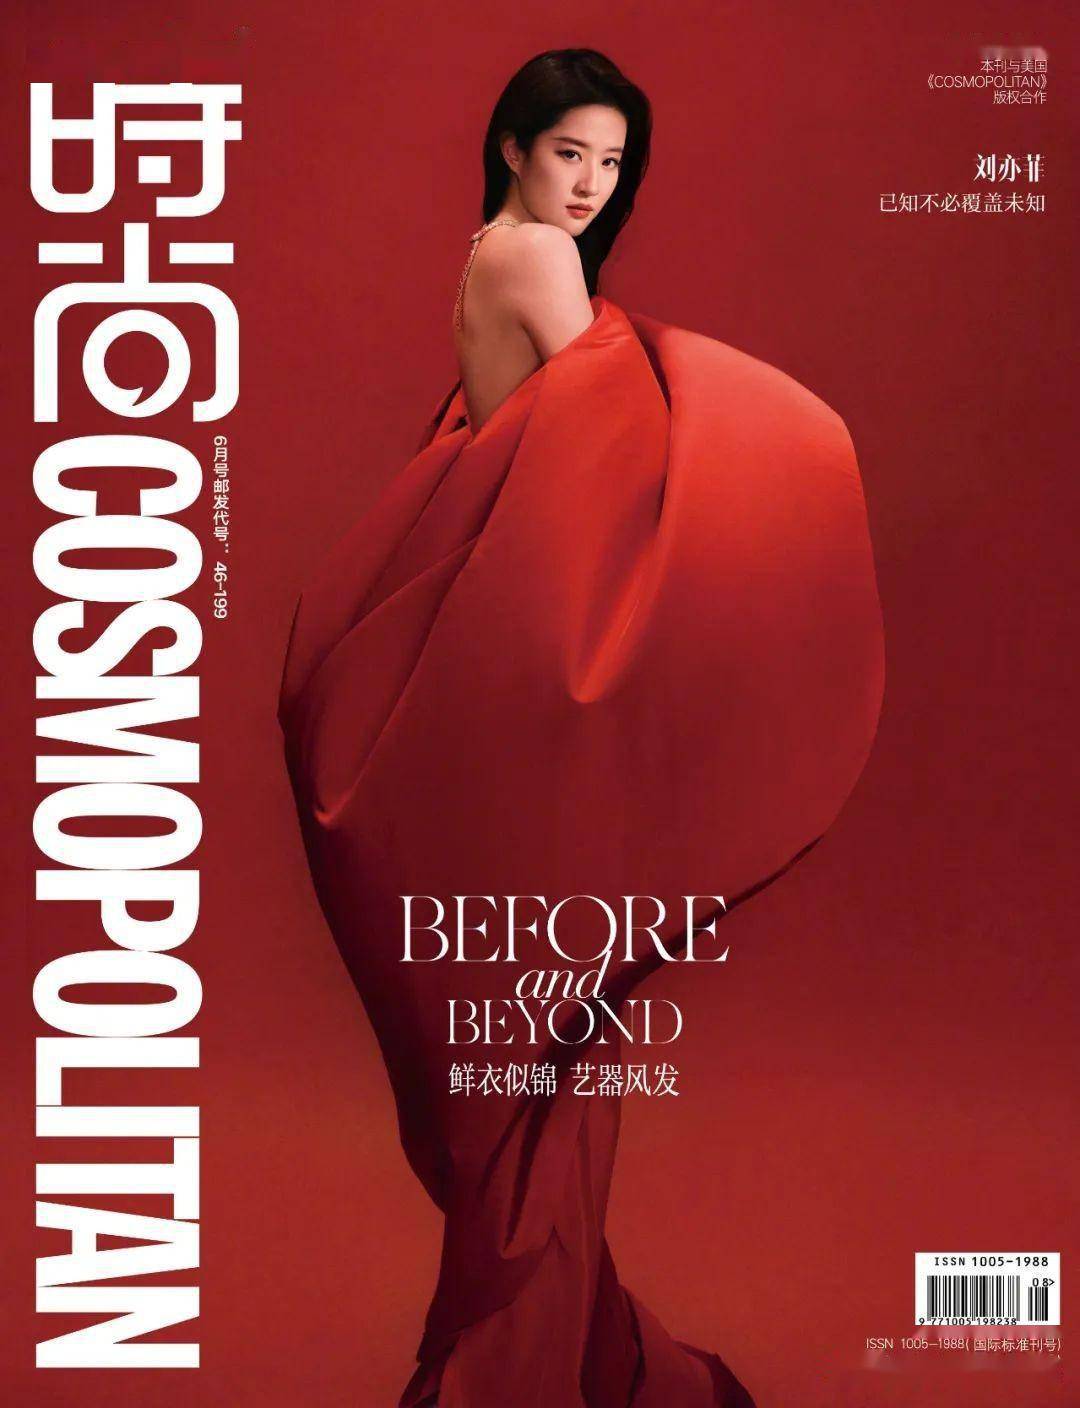 时尚
COSMOPOLITAN
6月号邮发代号：46-199
本刊与美国
《COSMOPOLITAN》
版权合作
刘亦菲
已知不必覆盖未知
BEFORE
and
BEYOND
鲜衣似锦 艺器风发
ISSN 1005-1988
08>
9 771005 198238
ISSN 1005-1988(国际标准刊号)